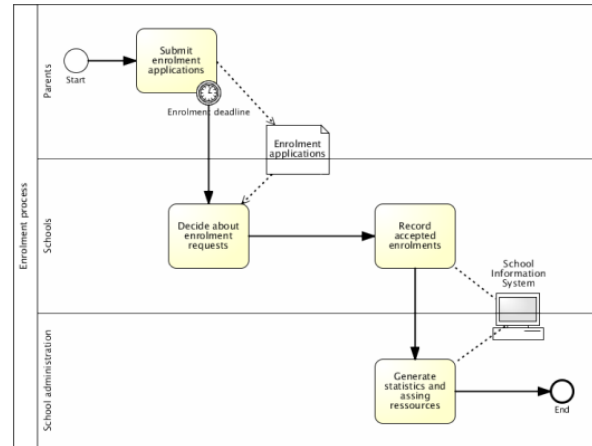 Enrolment process
Parents
Start
Submit
enrolment
applications
Enrolment deadline
Enrolment
applications
Schools
Decide about
enrolment
requests
Record
accepted
enrolments
School
Information
System
School administration
Generate
statistics and
assing
ressources
End